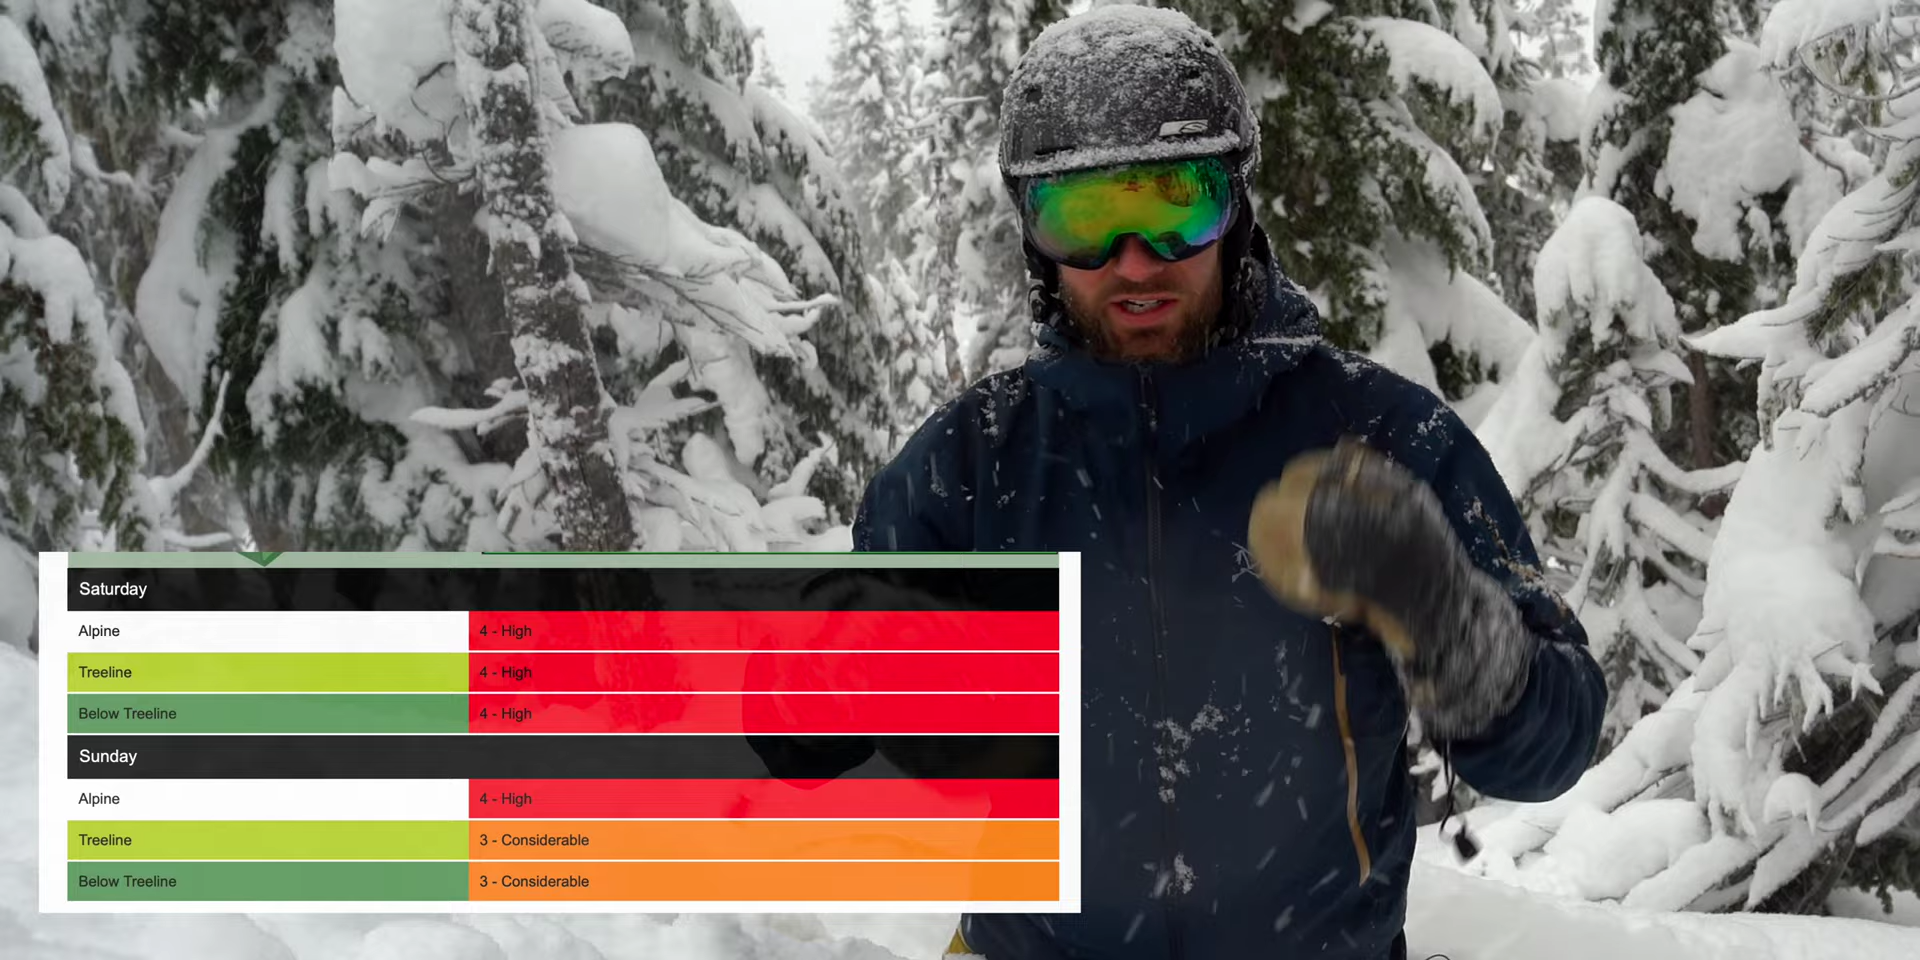 Saturday
Alpine 4 - High
Treeline 4 - High
Below Treeline 4 - High
Sunday
Alpine 4 - High
Treeline 3 - Considerable
Below Treeline 3 - Considerable